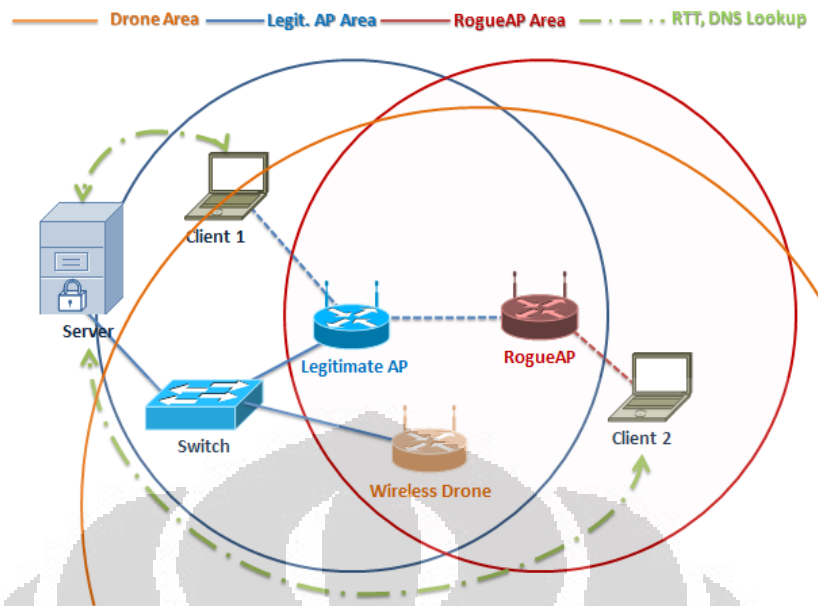 Drone Area
Legit. AP Area
RogueAP Area
RTT, DNS Lookup
Client 1
Server
Legitimate AP
RogueAP
Switch
Client 2
Wireless Drone